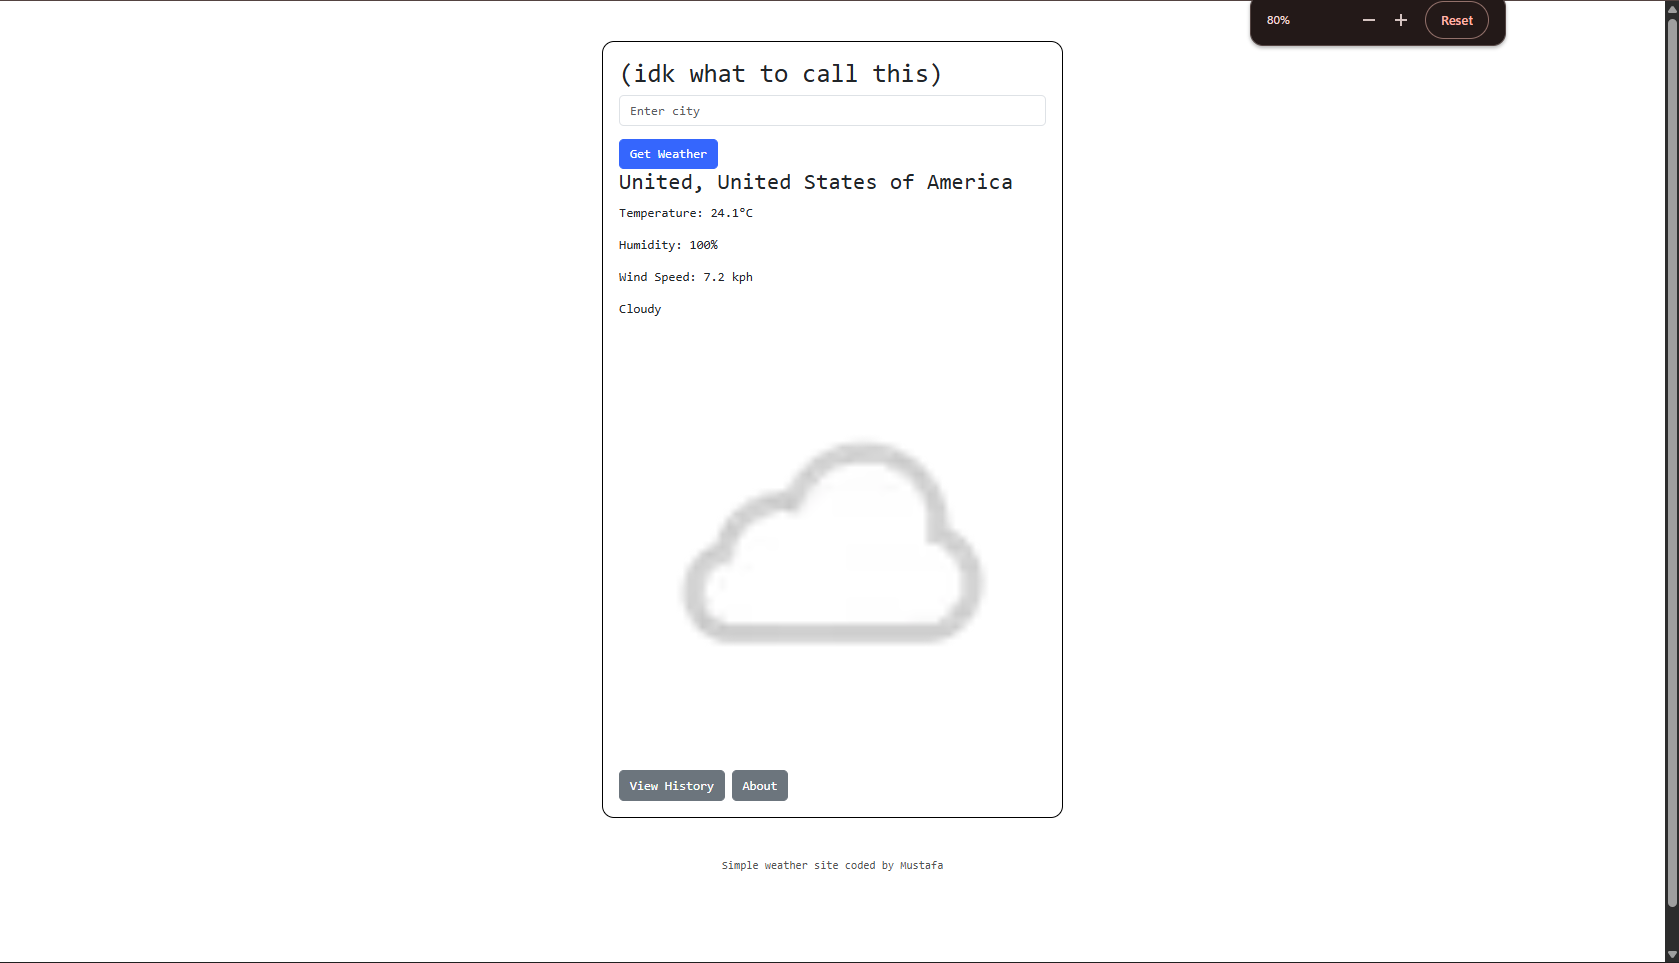 80%
Reset
(idk what to call this)
Enter city
Get Weather
United, United States of America
Temperature: 24.1°C
Humidity: 100%
Wind Speed: 7.2 kph
Cloudy
View History
About
Simple weather site coded by Mustafa